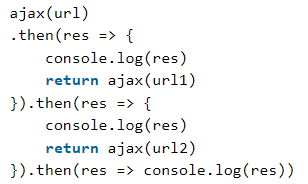 ajax(url)
.then(res => {
    console.log(res)
    return ajax(url1)
}).then(res => {
    console.log(res)
    return ajax(url2)
}).then(res => console.log(res))